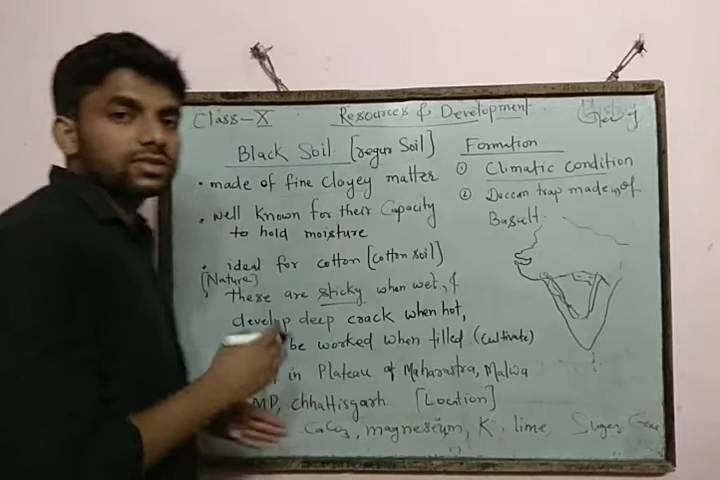 Class-X Resources & Development
Black Soil [regur Soil]
• made of fine clayey matter
• well known for their Capacity
to hold moisture
• ideal for cotton [cotton soil]
[Nature]
these are sticky when wet, &
develop deep crack when hot,
be worked when tilled (cultivate)
in Plateau of Maharastra, Malwa
MP, chhattisgarh. [Location]
CaCo3, magneseium, K, lime
Formation
① Climatic condition
② Deccan trap made of
Basalt.